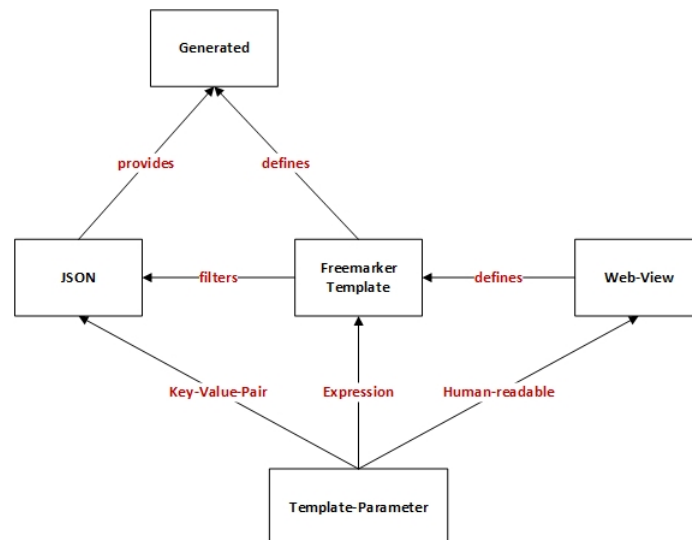 Generated
provides
defines
JSON
filters
Freemarker
Template
defines
Web-View
Key-Value-Pair
Expression
Human-readable
Template-Parameter